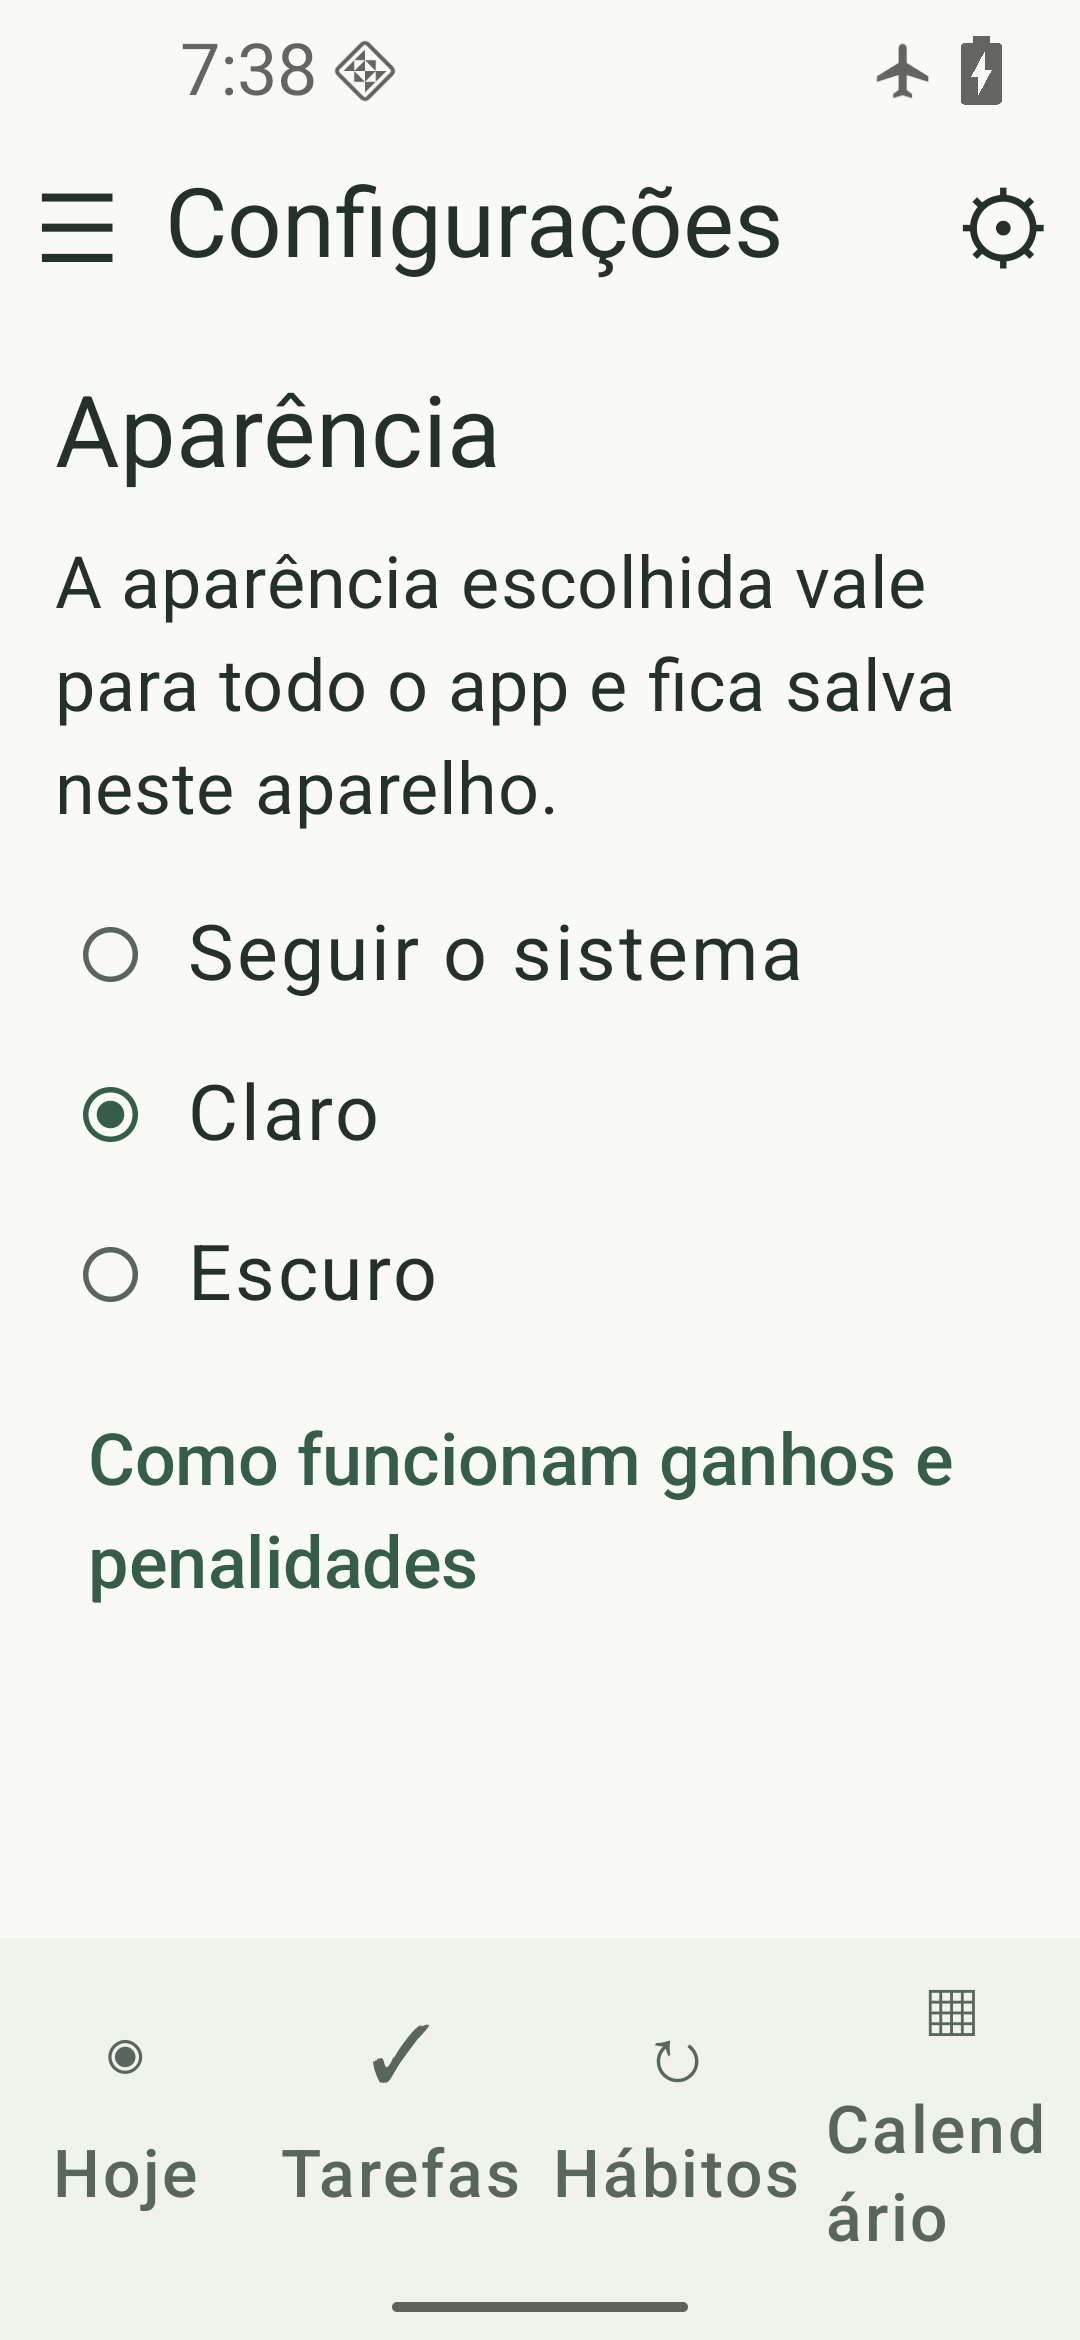 7:38
Configurações
Aparência
A aparência escolhida vale
para todo o app e fica salva
neste aparelho.
Seguir o sistema
Claro
Escuro
Como funcionam ganhos e
penalidades
Hoje
Tarefas
Hábitos
Calend
ário